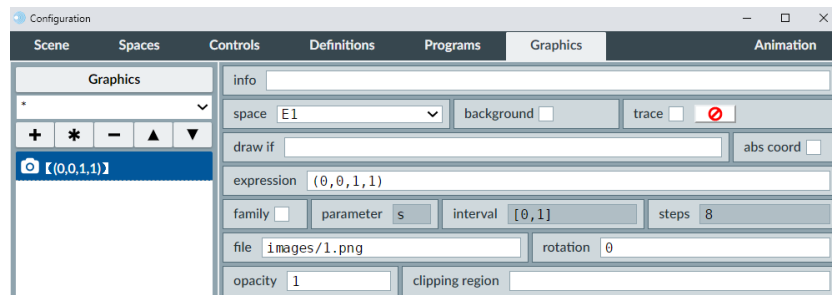 Configuration
Scene Spaces Controls Definitions Programs Graphics Animation
Graphics
*
+ * - ▲ ▼
【(0,0,1,1)】
info
space E1 background trace
draw if abs coord
expression (0,0,1,1)
family parameter s interval [0,1] steps 8
file images/1.png rotation 0
opacity 1 clipping region